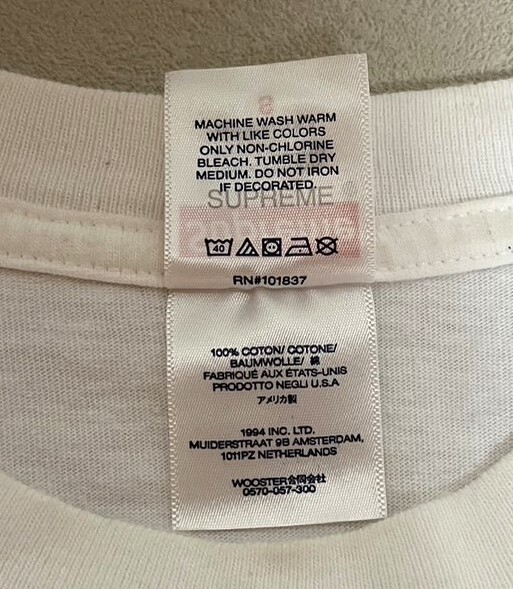 MACHINE WASH WARM
WITH LIKE COLORS
ONLY NON-CHLORINE
BLEACH. TUMBLE DRY
MEDIUM. DO NOT IRON
IF DECORATED.
SUPREME
40
RN#101837
100% COTON/ COTONE/
BAUMWOLLE/ 綿
FABRIQUÉ AUX ÉTATS-UNIS
PRODOTTO NEGLI U.S.A
アメリカ製
1994 INC. LTD.
MUIDERSTRAAT 9B AMSTERDAM,
1011PZ NETHERLANDS
WOOSTER合同会社
0570-057-300